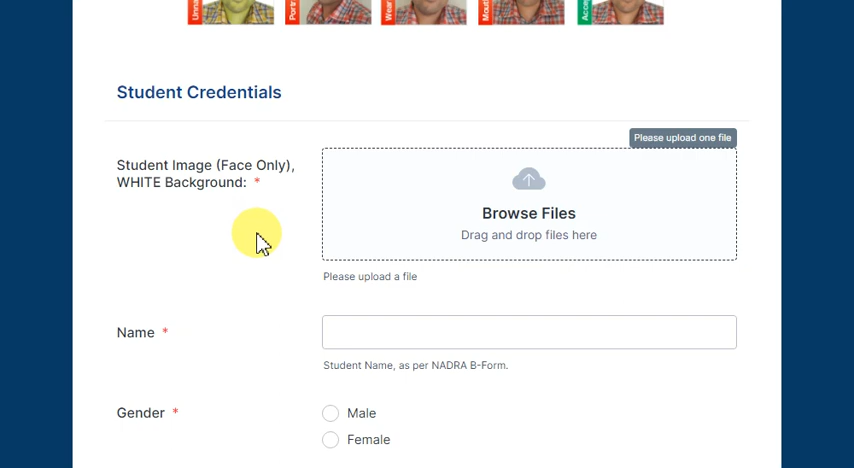 Student Credentials
Please upload one file
Student Image (Face Only),
WHITE Background: *
Browse Files
Drag and drop files here
Please upload a file
Name *
Student Name, as per NADRA B-Form.
Gender *
Male
Female